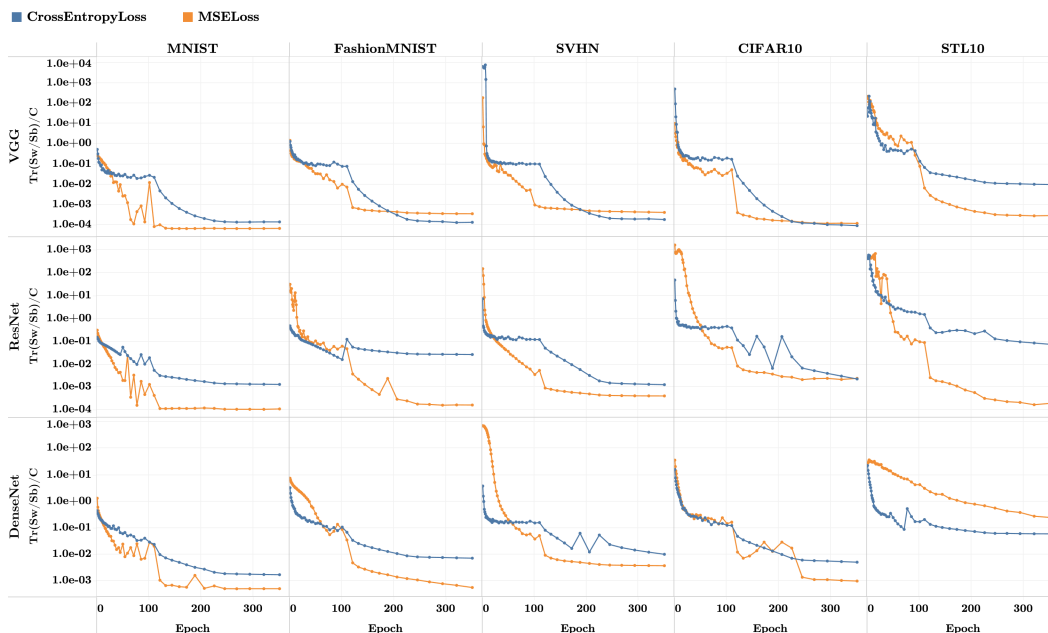 CrossEntropyLoss MSELoss
MNIST FashionMNIST SVHN CIFAR10 STL10
VGG
Tr(Sw/Sb)/C
1.0e+04
1.0e+03
1.0e+02
1.0e+01
1.0e+00
1.0e-01
1.0e-02
1.0e-03
1.0e-04
ResNet
Tr(Sw/Sb)/C
1.0e+03
1.0e+02
1.0e+01
1.0e+00
1.0e-01
1.0e-02
1.0e-03
1.0e-04
DenseNet
Tr(Sw/Sb)/C
1.0e+03
1.0e+02
1.0e+01
1.0e+00
1.0e-01
1.0e-02
1.0e-03
0 100 200 300 0 100 200 300 0 100 200 300 0 100 200 300 0 100 200 300
Epoch Epoch Epoch Epoch Epoch